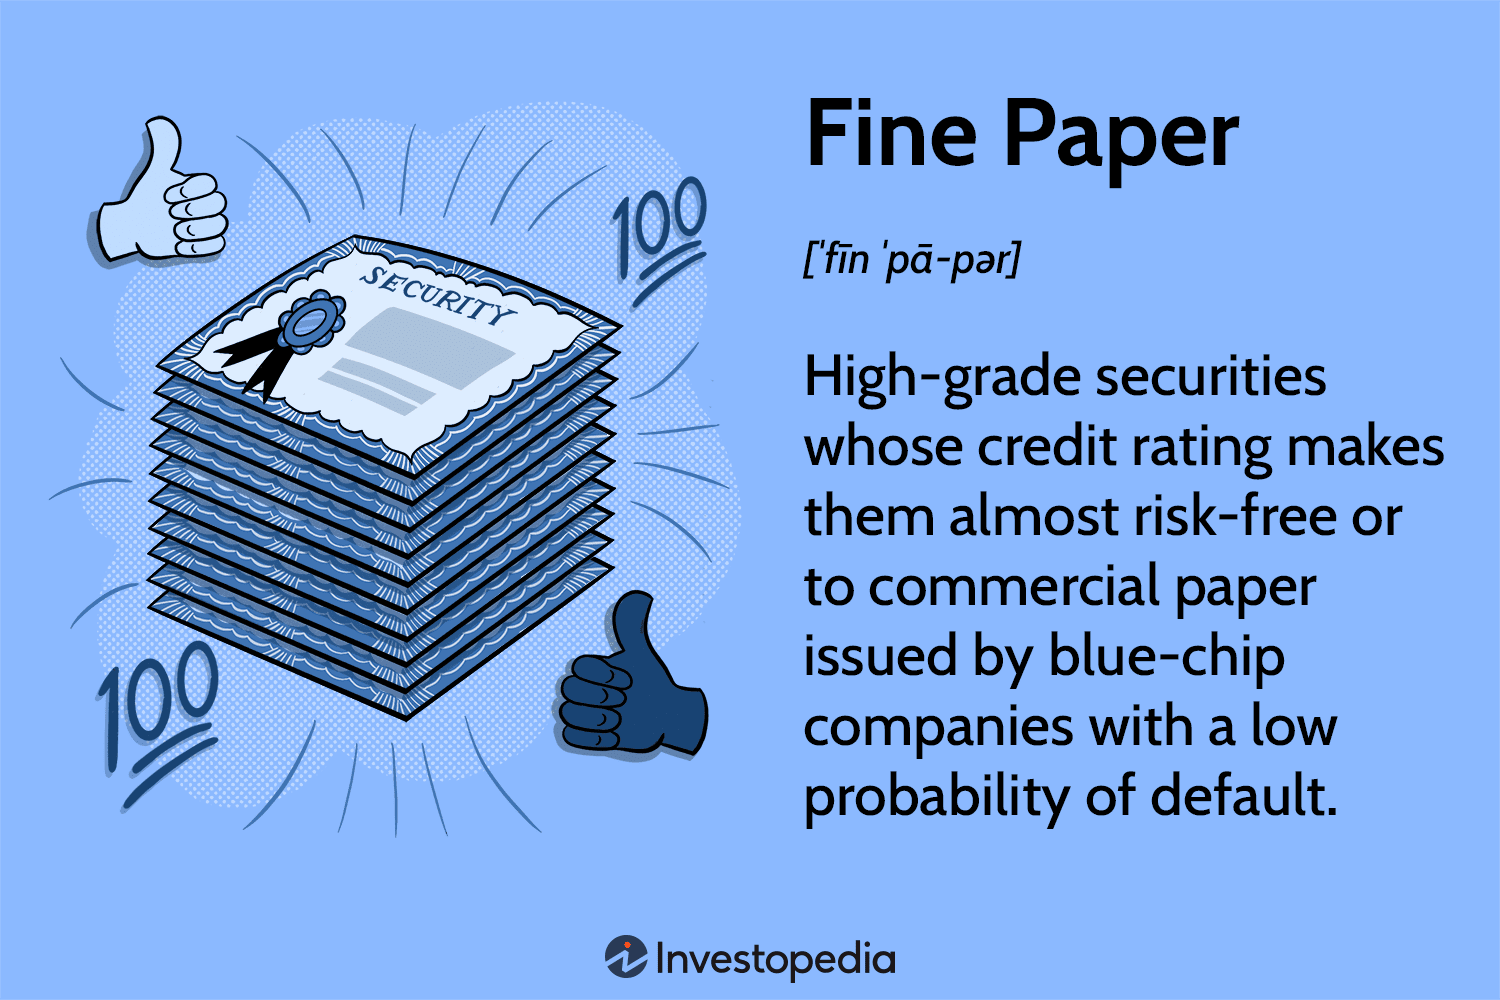 100
SECURITY
100
Fine Paper
[ˈfīn ˈpā-pər]
High-grade securities
whose credit rating makes
them almost risk-free or
to commercial paper
issued by blue-chip
companies with a low
probability of default.
Investopedia